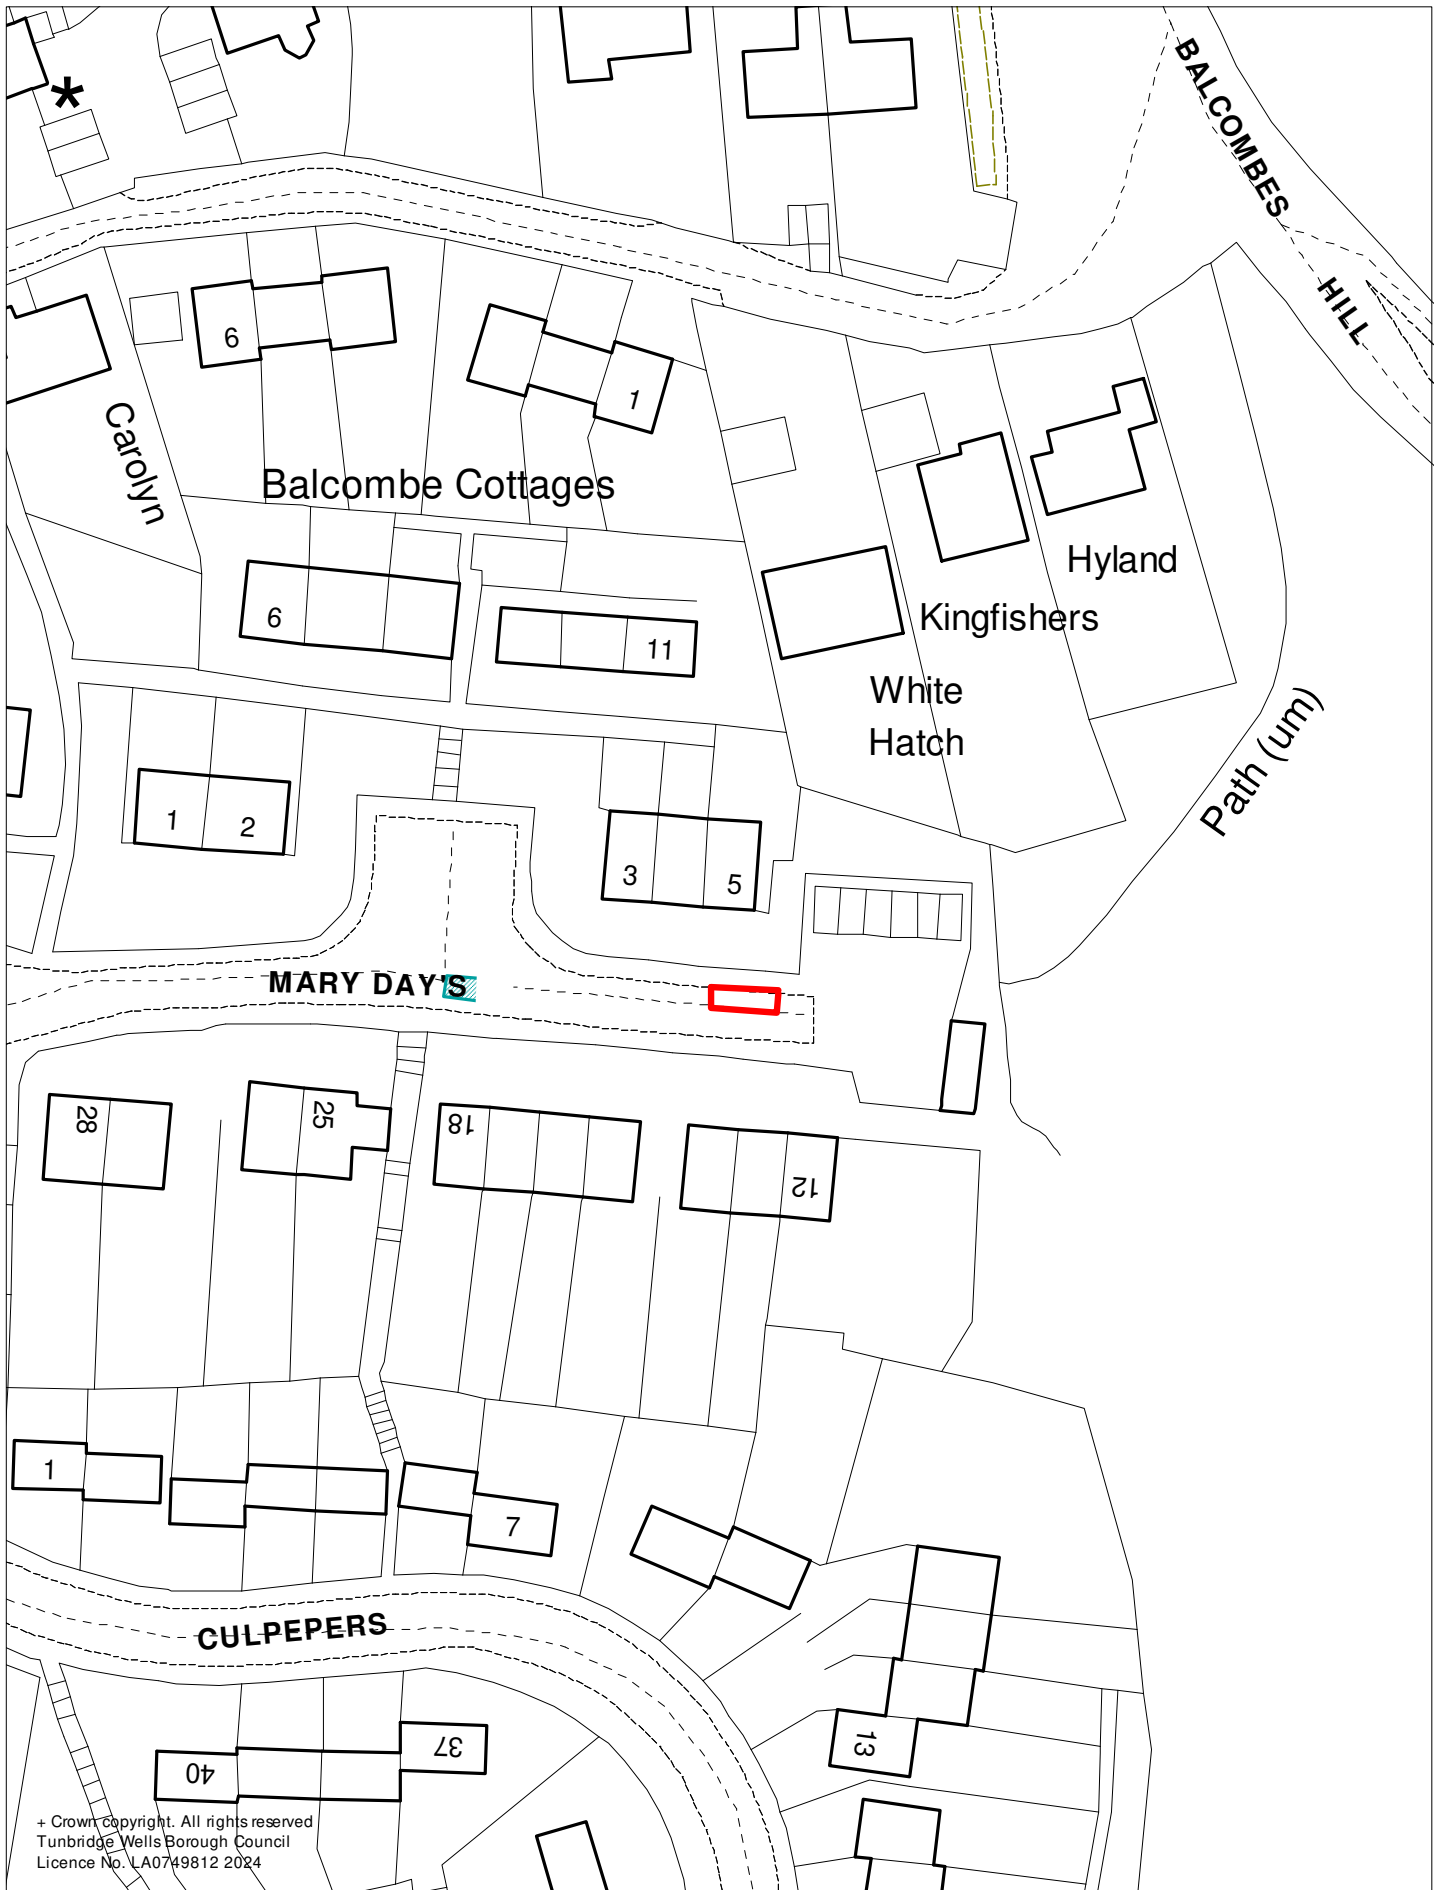 *
BALCOMBES
HILL
6
1
Carolyn
Balcombe Cottages
Hyland
6
11
Kingfishers
White
Hatch
Path (um)
1
2
3
5
MARY DAY'S
28
25
18
12
1
7
CULPEPERS
13
37
40
+ Crown copyright. All rights reserved
Tunbridge Wells Borough Council
Licence No. LA0749812 2024